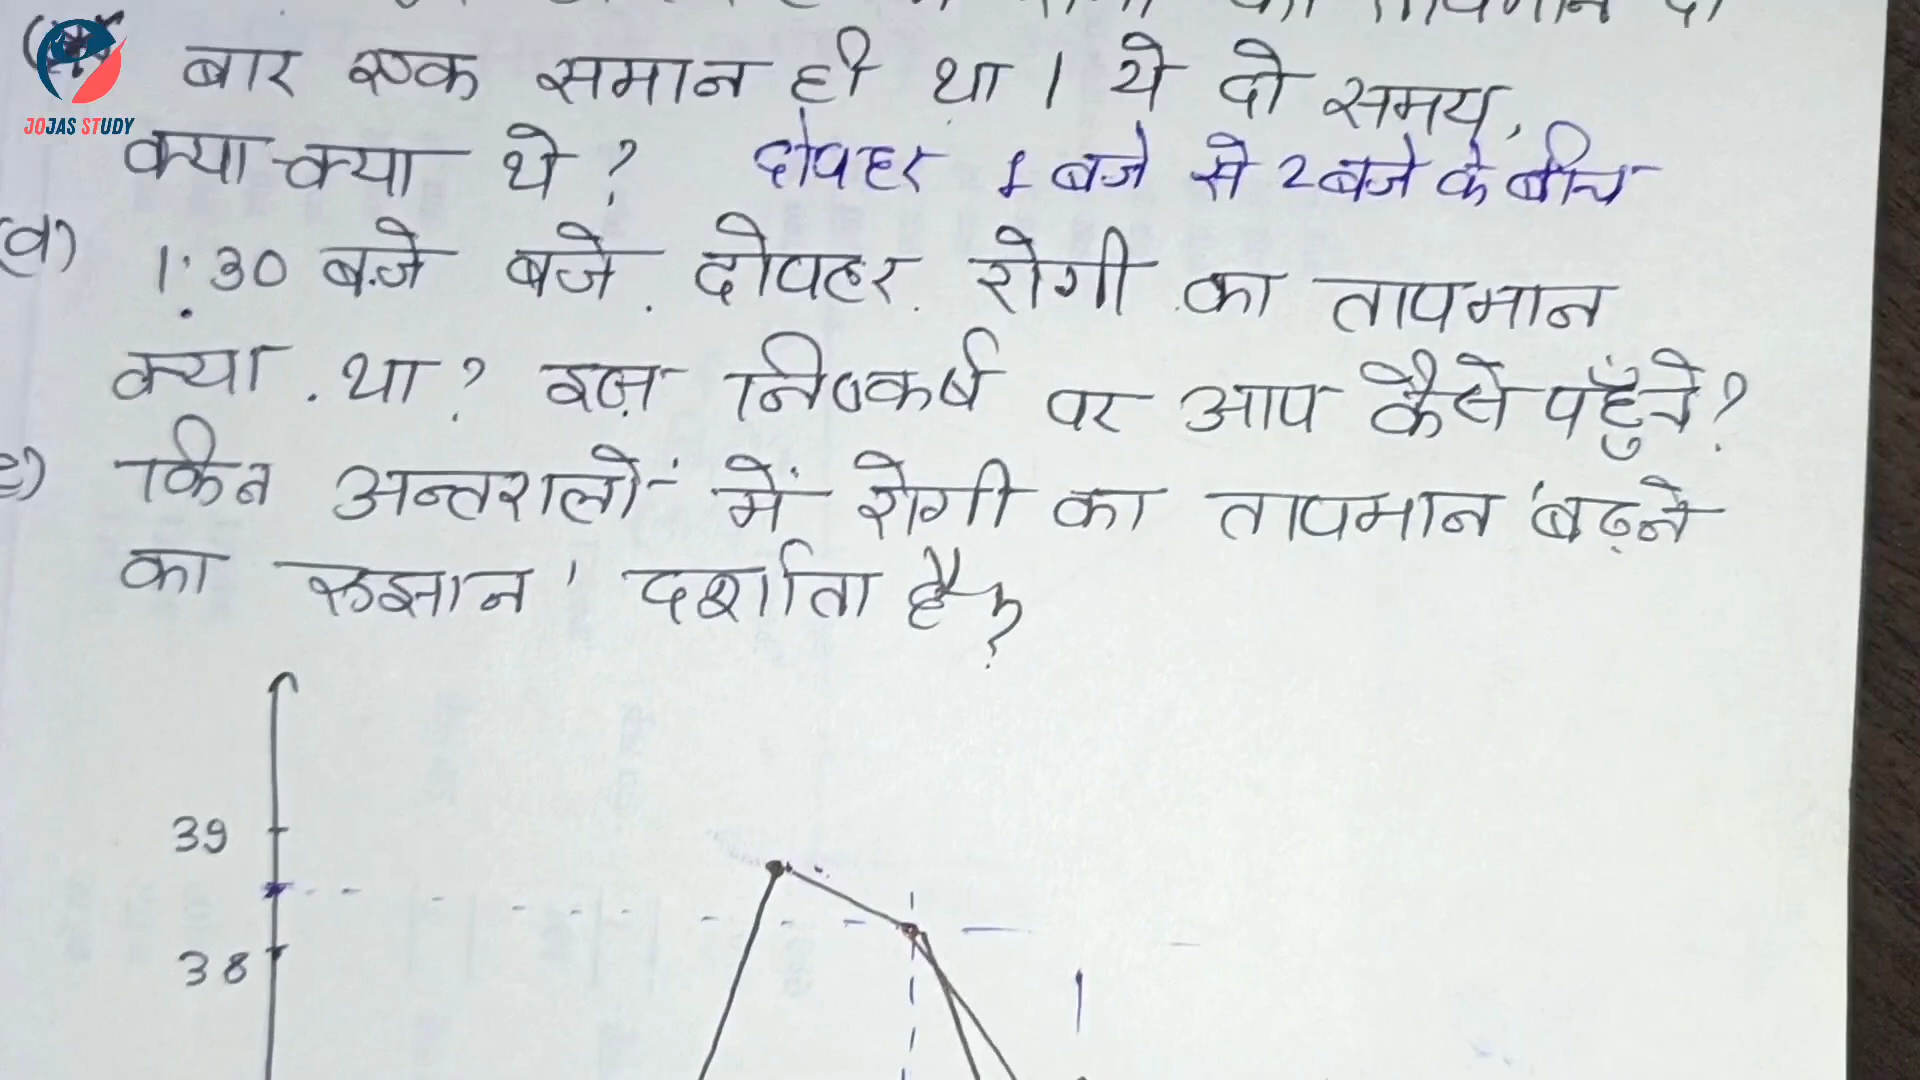 JOJAS STUDY
बार एक समान ही था। ये दो समय,
क्या-क्या थे? दोपहर 1 बजे से 2 बजे के बीच
(द) 1:30 बजे बजे दोपहर रोगी का तापमान
क्या था? इस निष्कर्ष पर आप कैसे पहुँचे?
किन अन्तरालों में रोगी का तापमान 'बढ़ने
का रुझान' दर्शाता है?
39
38